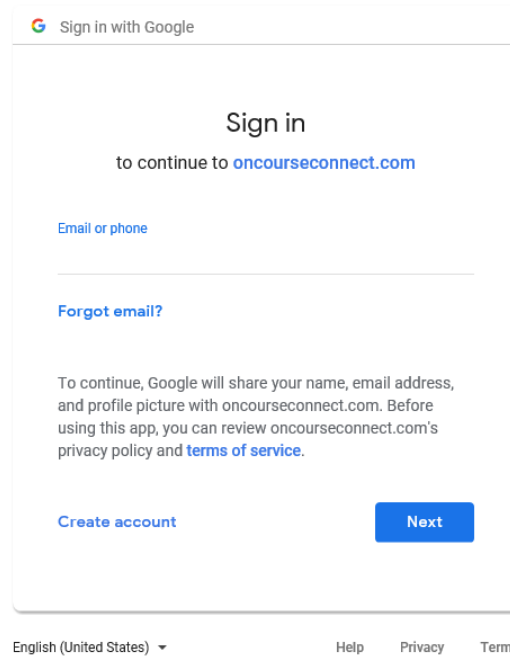 Sign in with Google
Sign in
to continue to oncourseconnect.com
Email or phone
Forgot email?
To continue, Google will share your name, email address,
and profile picture with oncourseconnect.com. Before
using this app, you can review oncourseconnect.com's
privacy policy and terms of service.
Create account
Next
English (United States)
Help
Privacy
Term